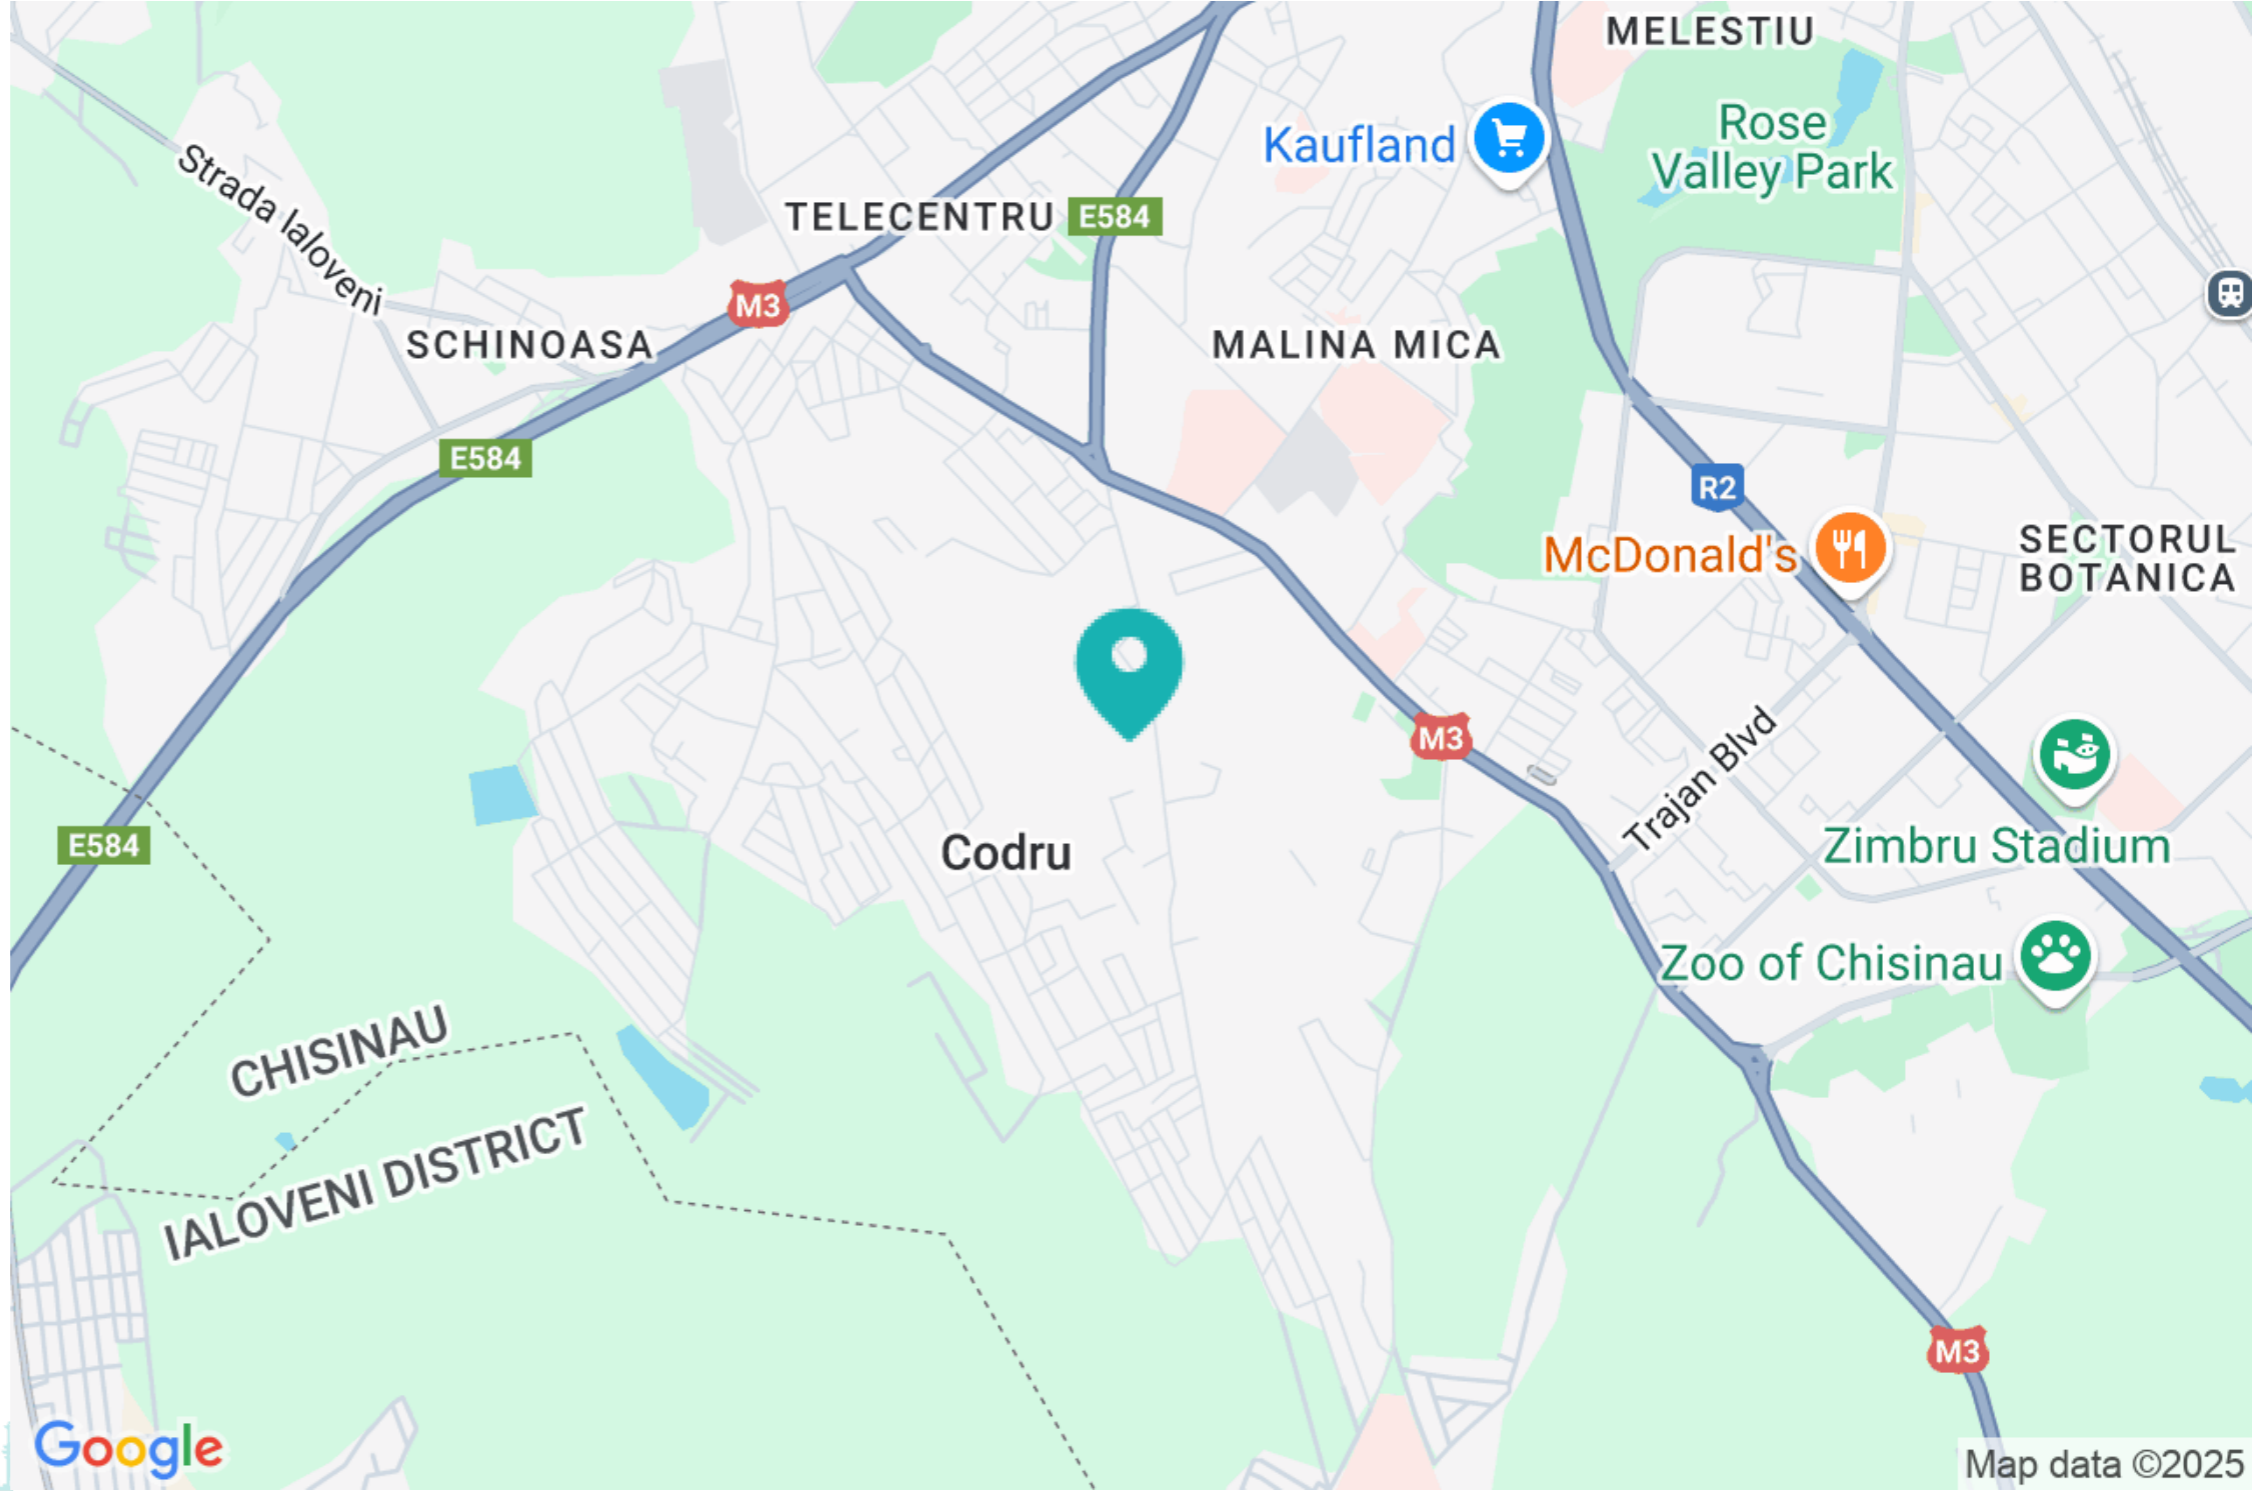 MELESTIU
Rose
Valley Park
Kaufland
Strada Ialoveni
TELECENTRU
E584
M3
SCHINOASA
MALINA MICA
E584
R2
McDonald's
SECTORUL
BOTANICA
M3
Trajan Blvd
E584
Codru
Zimbru Stadium
Zoo of Chisinau
CHISINAU
IALOVENI DISTRICT
M3
Google
Map data ©2025